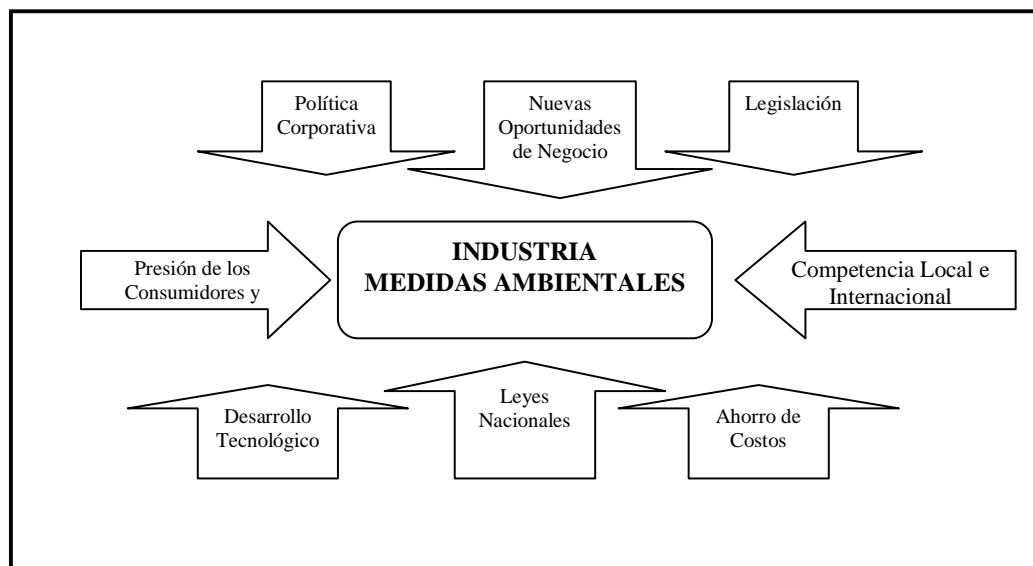 Política
Corporativa
Nuevas
Oportunidades
de Negocio
Legislación
Presión de los
Consumidores y
INDUSTRIA
MEDIDAS AMBIENTALES
Competencia Local e
Internacional
Desarrollo
Tecnológico
Leyes
Nacionales
Ahorro de
Costos